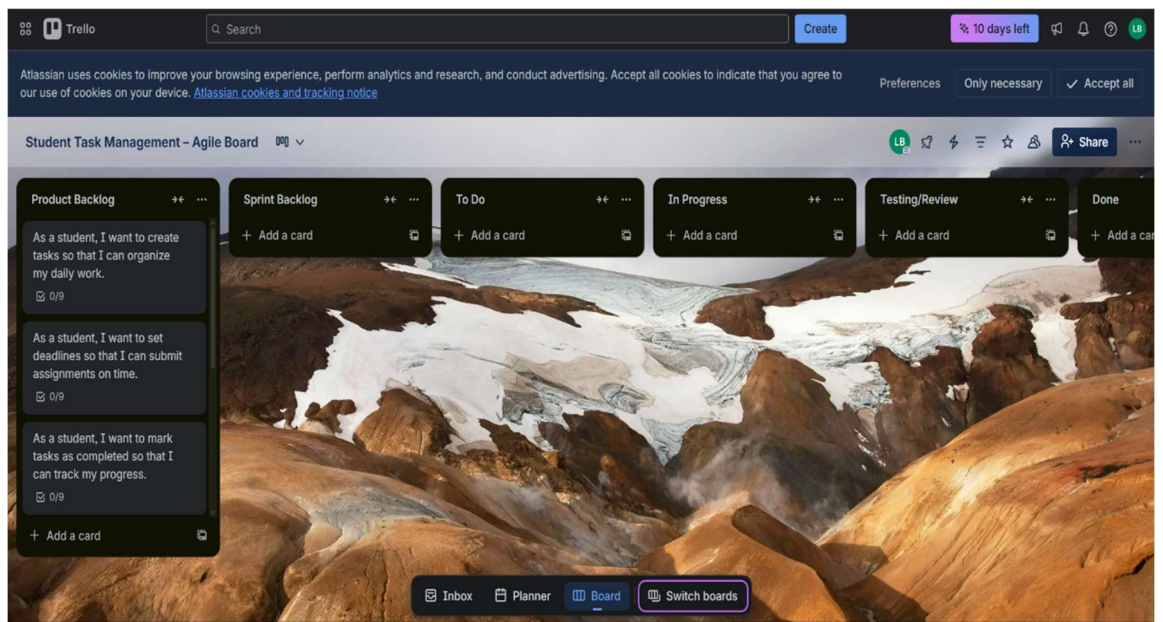 Trello
Search
Create
10 days left
LB
Atlassian uses cookies to improve your browsing experience, perform analytics and research, and conduct advertising. Accept all cookies to indicate that you agree to
our use of cookies on your device. Atlassian cookies and tracking notice
Preferences
Only necessary
Accept all
Student Task Management – Agile Board
LB
Share
Product Backlog
As a student, I want to create
tasks so that I can organize
my daily work.
0/9
As a student, I want to set
deadlines so that I can submit
assignments on time.
0/9
As a student, I want to mark
tasks as completed so that I
can track my progress.
0/9
+ Add a card
Sprint Backlog
+ Add a card
To Do
+ Add a card
In Progress
+ Add a card
Testing/Review
+ Add a card
Done
+ Add a car
Inbox
Planner
Board
Switch boards